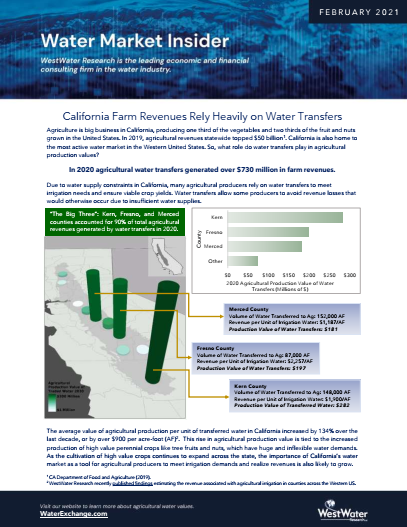 FEBRUARY 2021
Water Market Insider
WestWater Research is the leading economic and financial
consulting firm in the water industry.
California Farm Revenues Rely Heavily on Water Transfers
Agriculture is big business in California, producing one third of the vegetables and two thirds of the fruit and nuts
grown in the United States. In 2019, agricultural revenues statewide topped $50 billion¹. California is also home to
the most active water market in the Western United States. So, what role do water transfers play in agricultural
production values?
In 2020 agricultural water transfers generated over $730 million in farm revenues.
Due to water supply constraints in California, many agricultural producers rely on water transfers to meet
irrigation needs and ensure viable crop yields. Water transfers allow some producers to avoid revenue losses that
would otherwise occur due to insufficient water supplies.
"The Big Three": Kern, Fresno, and Merced
counties accounted for 90% of total agricultural
revenues generated by water transfers in 2020.
County
Kern
Fresno
Merced
Other
$0 $50 $100 $150 $200 $250 $300
2020 Agricultural Production Value of Water
Transfers (Millions of $)
Merced County
Volume of Water Transferred to Ag: 152,000 AF
Revenue per Unit of Irrigation Water: $1,187/AF
Production Value of Water Transfers: $181
Fresno County
Volume of Water Transferred to Ag: 87,000 AF
Revenue per Unit of Irrigation Water: $2,257/AF
Production Value of Water Transfers: $197
Kern County
Volume of Water Transferred to Ag: 148,000 AF
Revenue per Unit of Irrigation Water: $1,900/AF
Production Value of Transferred Water: $282
Agricultural
Production Value of
The average value of agricultural production per unit of transferred water in California increased by 134% over the
last decade, or by over $900 per acre-foot (AF)². This rise in agricultural production value is tied to the increased
production of high value perennial crops like tree fruits and nuts, which have huge and inflexible water demands.
As the cultivation of high value crops continues to expand across the state, the importance of California's water
market as a tool for agricultural producers to meet irrigation demands and realize revenues is also likely to grow.
¹ CA Department of Food and Agriculture (2019).
² WestWater Research recently published findings estimating the revenue associated with agricultural irrigation in counties across the Western US.
Visit our website to learn more about agricultural water values.
WaterExchange.com
WestWater
Research